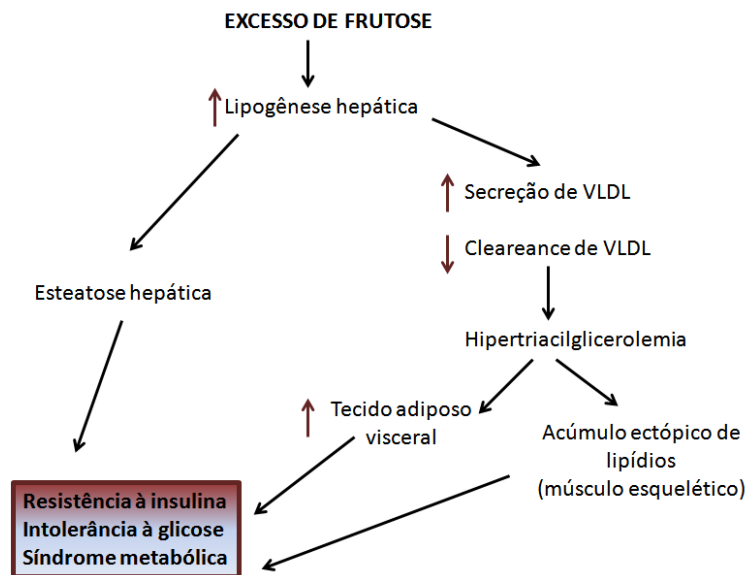 EXCESSO DE FRUTOSE
Lipogênese hepática
Secreção de VLDL
Cleareance de VLDL
Esteatose hepática
Hipertriacilglicerolemia
Tecido adiposo
visceral
Acúmulo ectópico de
lipídios
(músculo esquelético)
Resistência à insulina
Intolerância à glicose
Síndrome metabólica